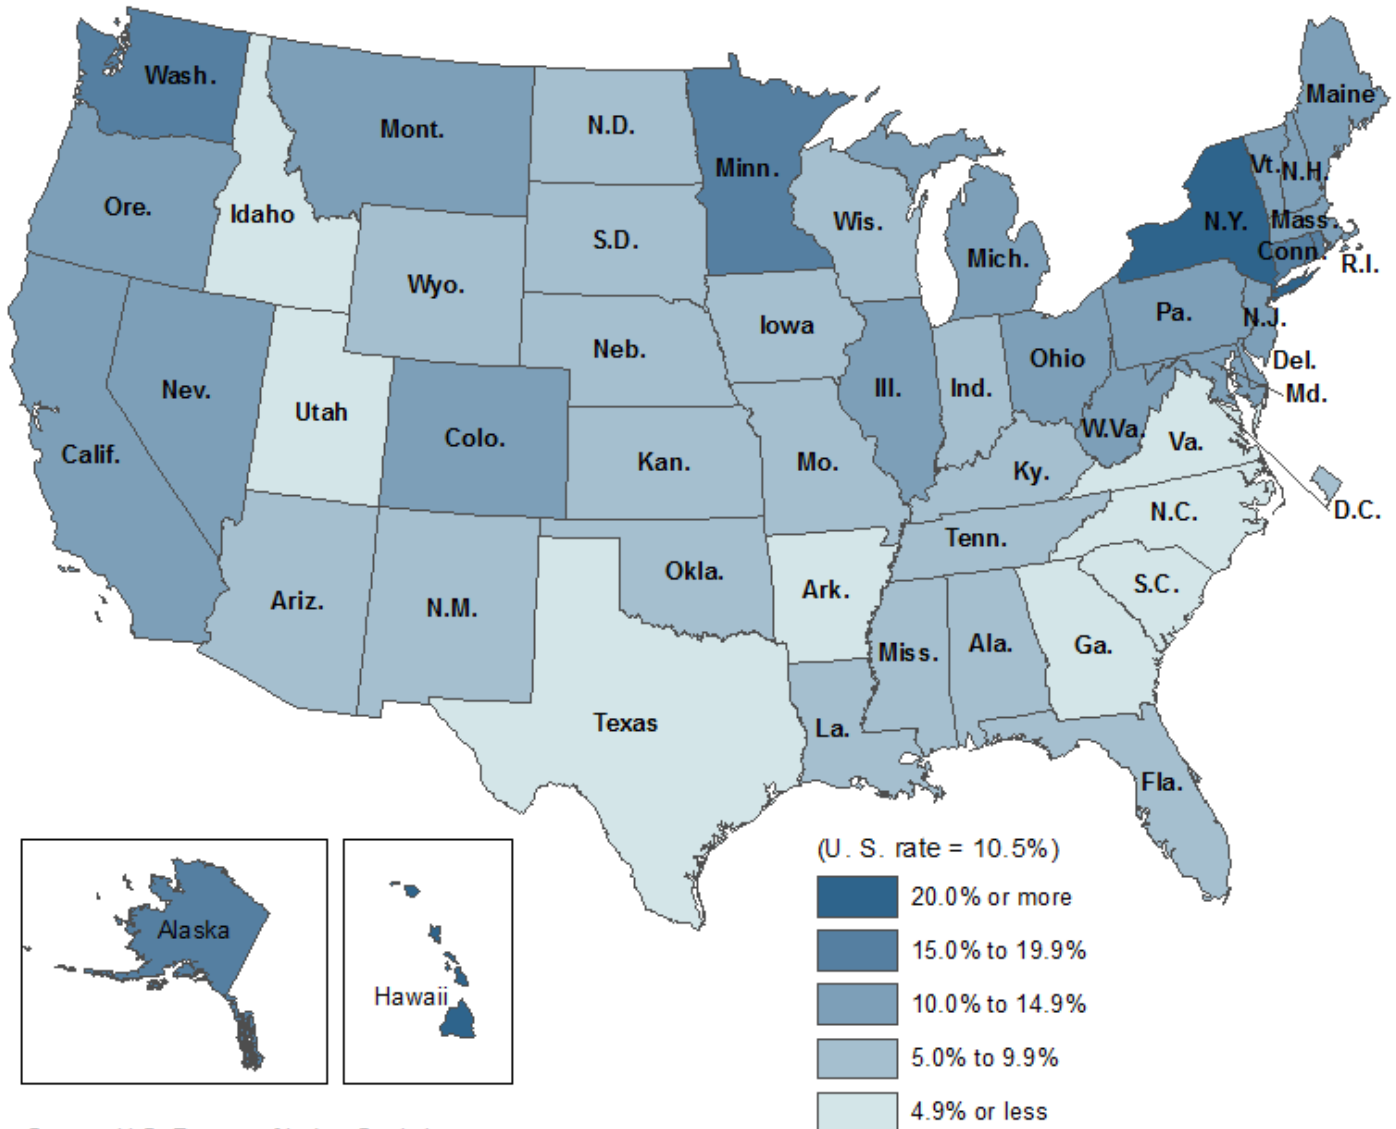 Wash.
Mont.
N.D.
Minn.
Maine
Vt.
N.H.
Ore.
Idaho
Wyo.
S.D.
Wis.
Mich.
N.Y.
Mass.
Conn.
R.I.
Iowa
Neb.
Pa.
N.J.
Nev.
Utah
Colo.
Ill.
Ind.
Ohio
Del.
Md.
Calif.
Kan.
Mo.
Ky.
W.Va.
Va.
D.C.
Ariz.
N.M.
Okla.
Ark.
Tenn.
N.C.
S.C.
Texas
La.
Miss.
Ala.
Ga.
Fla.
Alaska
Hawaii
(U. S. rate = 10.5%)
20.0% or more
15.0% to 19.9%
10.0% to 14.9%
5.0% to 9.9%
4.9% or less